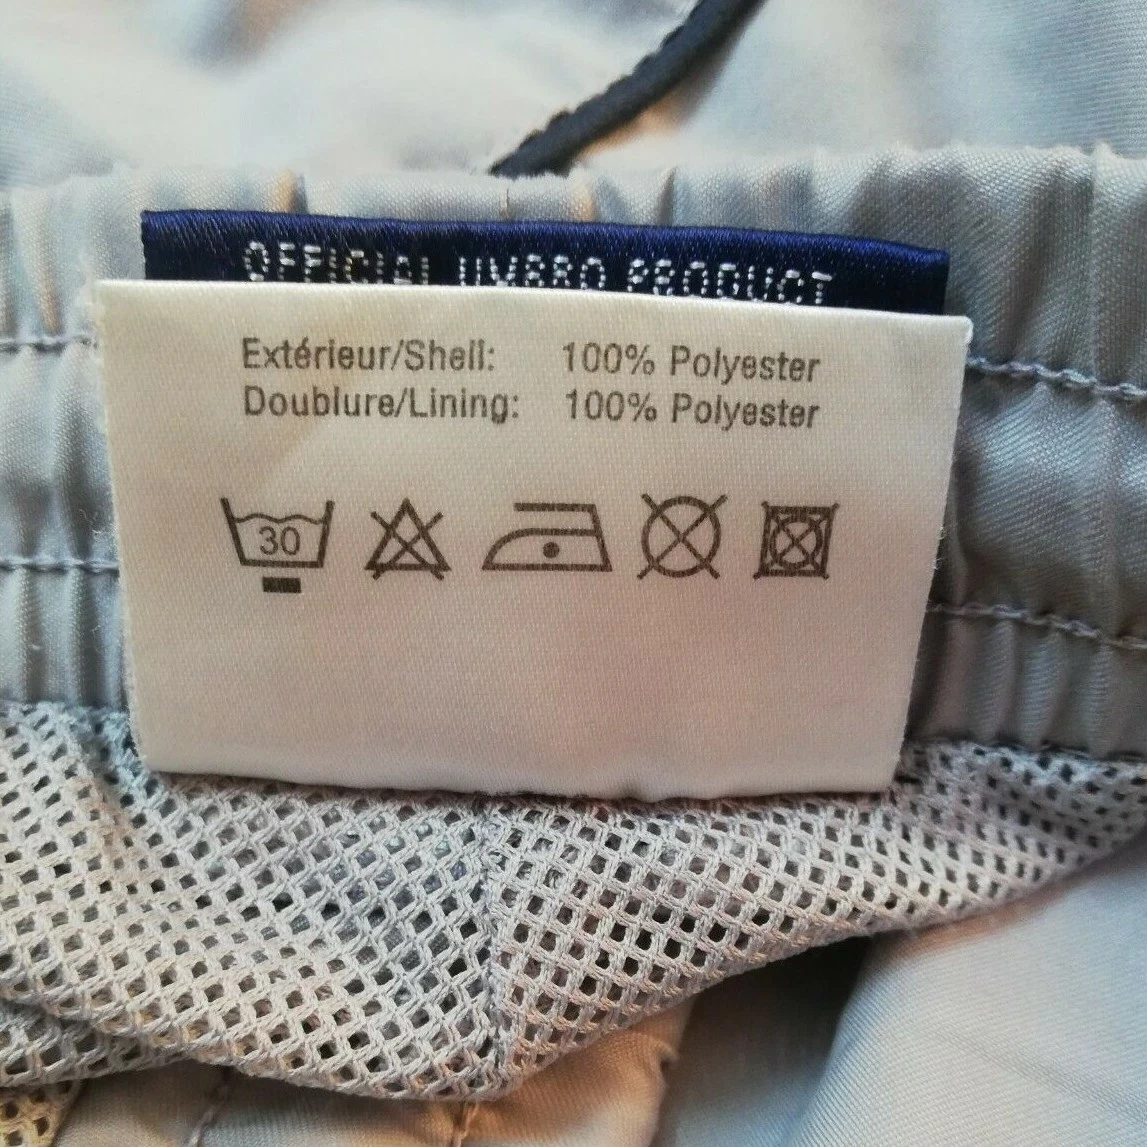 OFFICIAL UMBRO PRODUCT
Extérieur/Shell: 100% Polyester
Doublure/Lining: 100% Polyester
30